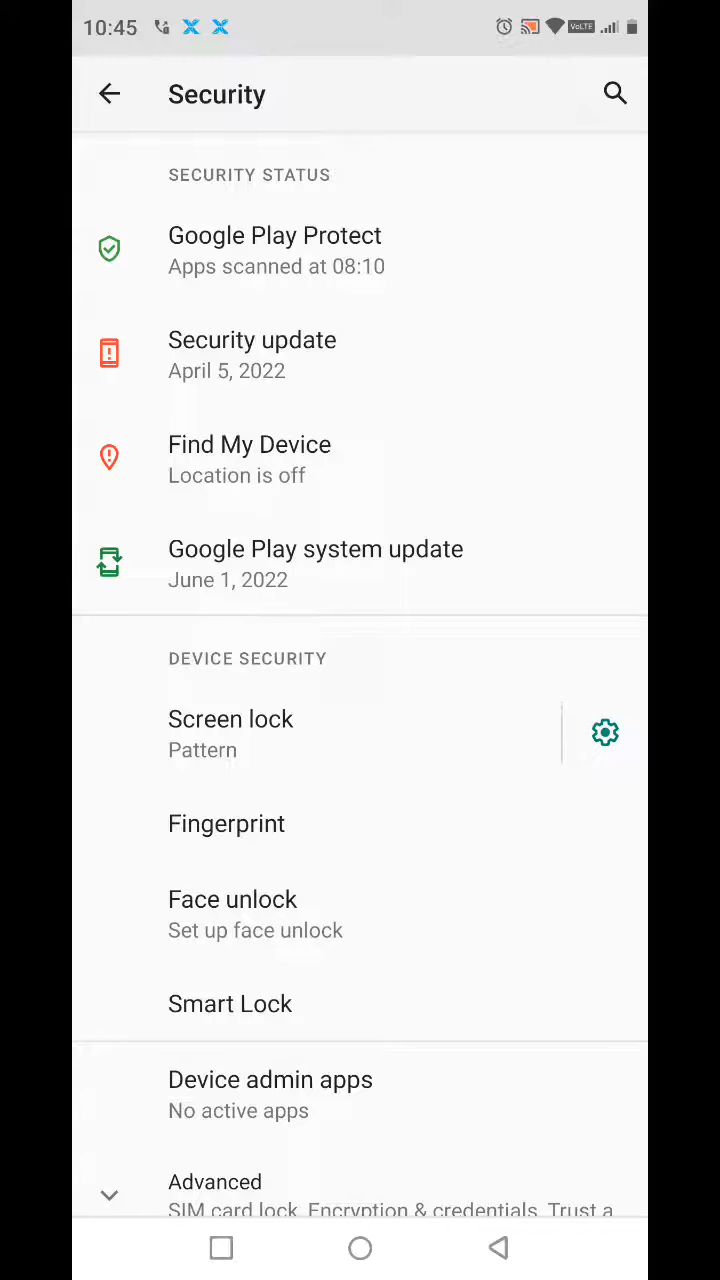 10:45
VoLTE
Security
SECURITY STATUS
Google Play Protect
Apps scanned at 08:10
Security update
April 5, 2022
Find My Device
Location is off
Google Play system update
June 1, 2022
DEVICE SECURITY
Screen lock
Pattern
Fingerprint
Face unlock
Set up face unlock
Smart Lock
Device admin apps
No active apps
Advanced
SIM card lock, Encryption & credentials, Trust a